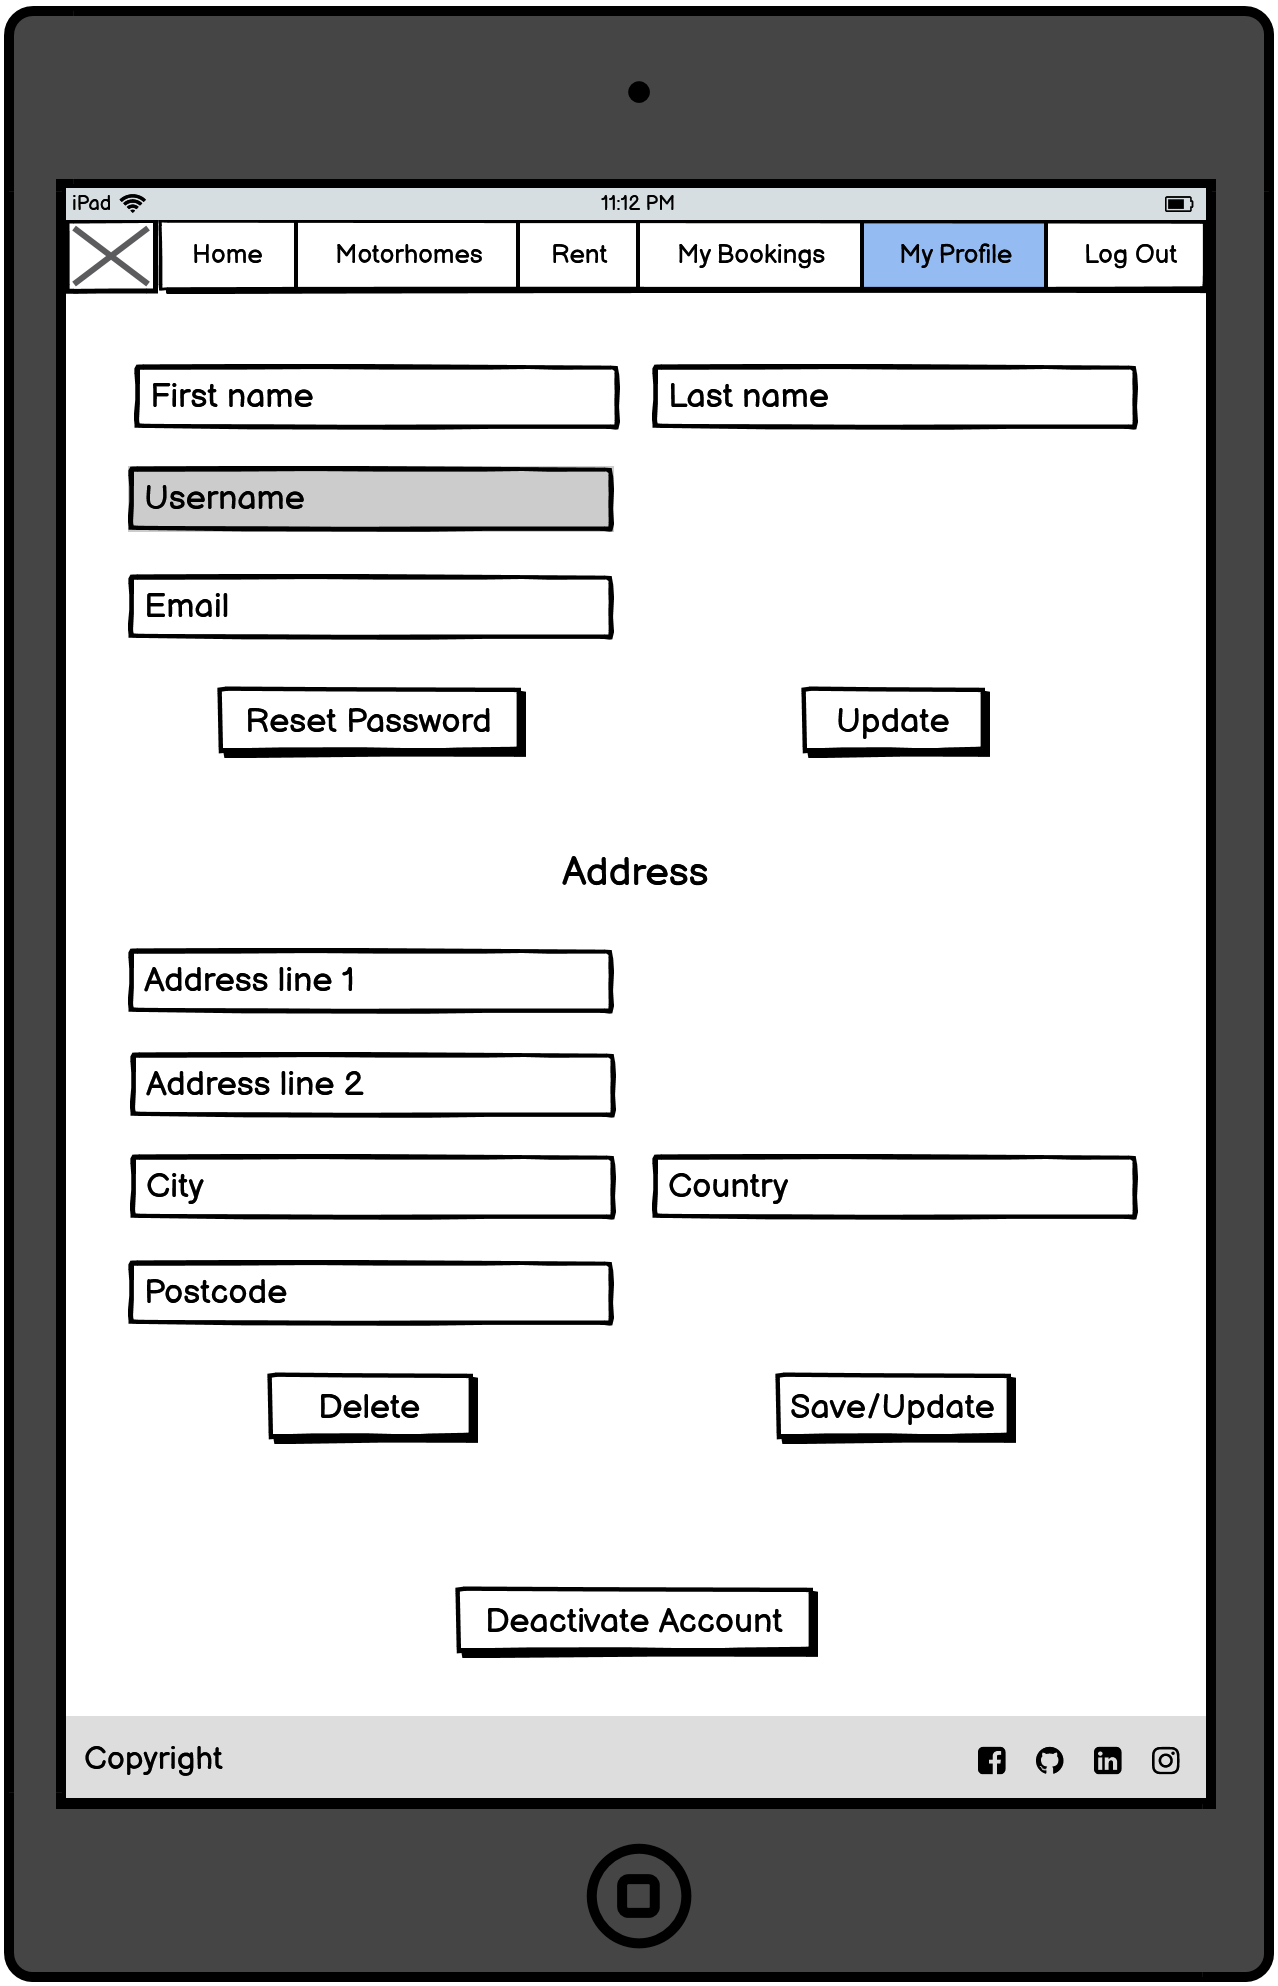 iPad 11:12 PM
Home Motorhomes Rent My Bookings My Profile Log Out
First name Last name
Username
Email
Reset Password Update
Address
Address line 1
Address line 2
City Country
Postcode
Delete Save/Update
Deactivate Account
Copyright